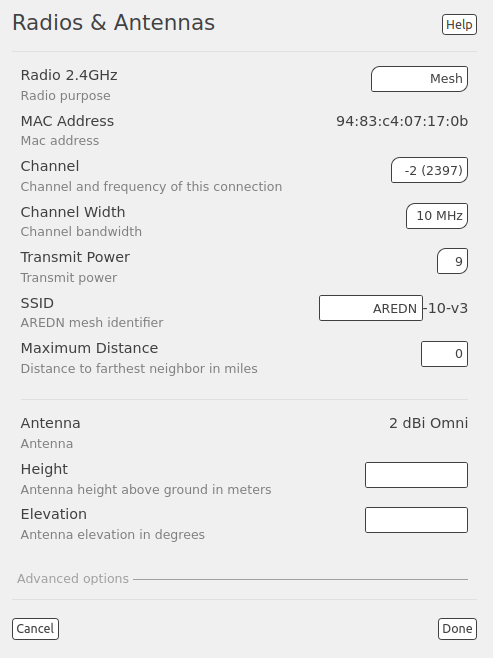 Radios & Antennas
Help
Radio 2.4GHz
Mesh
Radio purpose
MAC Address
94:83:c4:07:17:0b
Mac address
Channel
-2 (2397)
Channel and frequency of this connection
Channel Width
10 MHz
Channel bandwidth
Transmit Power
9
Transmit power
SSID
AREDN -10-v3
AREDN mesh identifier
Maximum Distance
0
Distance to farthest neighbor in miles
Antenna
2 dBi Omni
Antenna
Height
Antenna height above ground in meters
Elevation
Antenna elevation in degrees
Advanced options
Cancel
Done